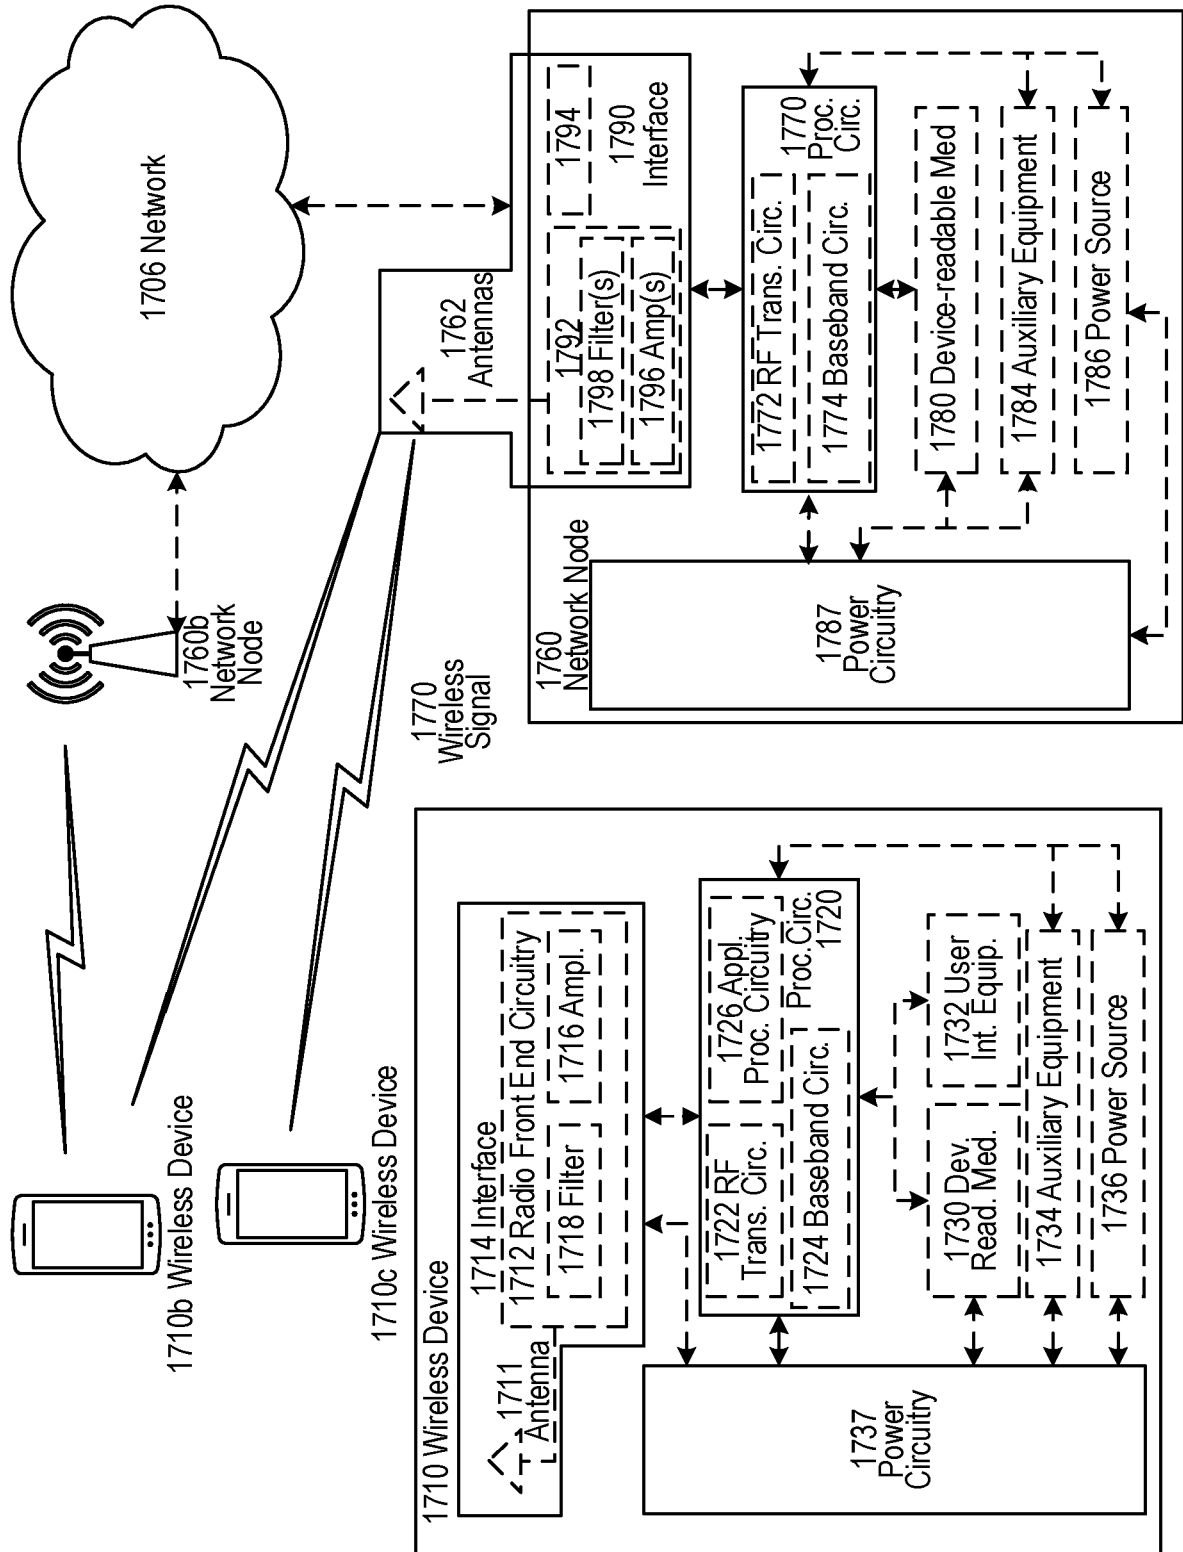 1710b Wireless Device
1710c Wireless Device
1760b
Network
Node
1706 Network
1770
Wireless
Signal
1710 Wireless Device
1711
Antenna
1714 Interface
1712 Radio Front End Circuitry
1718 Filter
1716 Ampl.
1722 RF
Trans. Circ.
1726 Appl.
Proc. Circuitry
1724 Baseband Circ.
Proc. Circ.
1720
1730 Dev.
Read. Med.
1732 User
Int. Equip.
1734 Auxiliary Equipment
1736 Power Source
1737
Power
Circuitry
1760
Network Node
1762
Antennas
1792
1798 Filter(s)
1796 Amp(s)
1794
1790
Interface
1772 RF Trans. Circ.
1774 Baseband Circ.
1770
Proc.
Circ.
1780 Device-readable Med
1784 Auxiliary Equipment
1786 Power Source
1787
Power
Circuitry